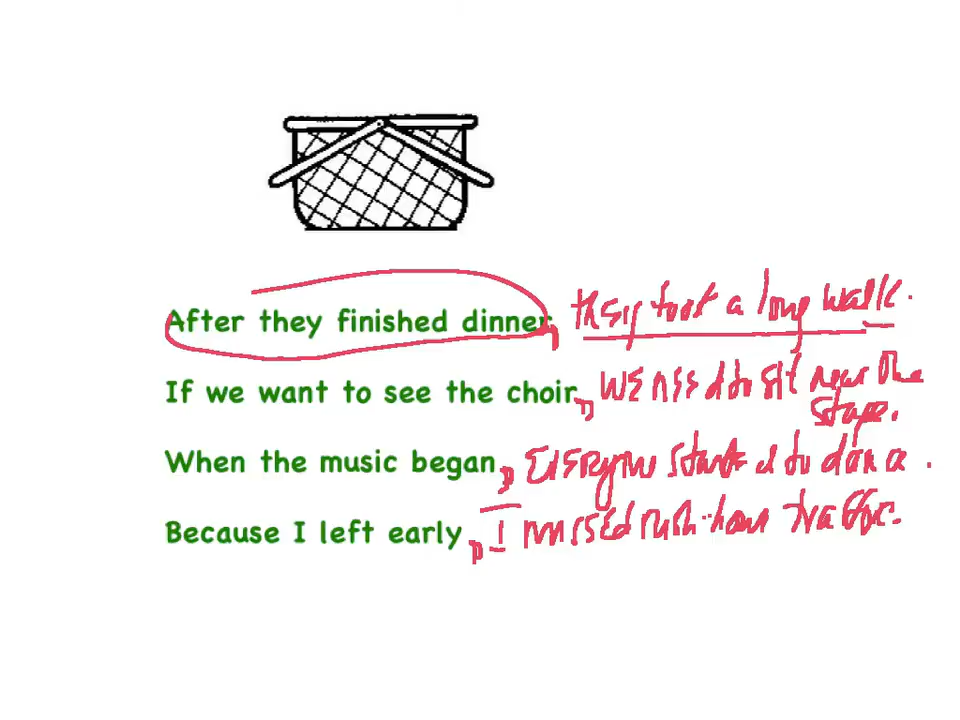 After they finished dinner, they took a long walk.
If we want to see the choir, we need to sit near the
stage.
When the music began, Everyone started to dance.
Because I left early, I missed rush-hour traffic.